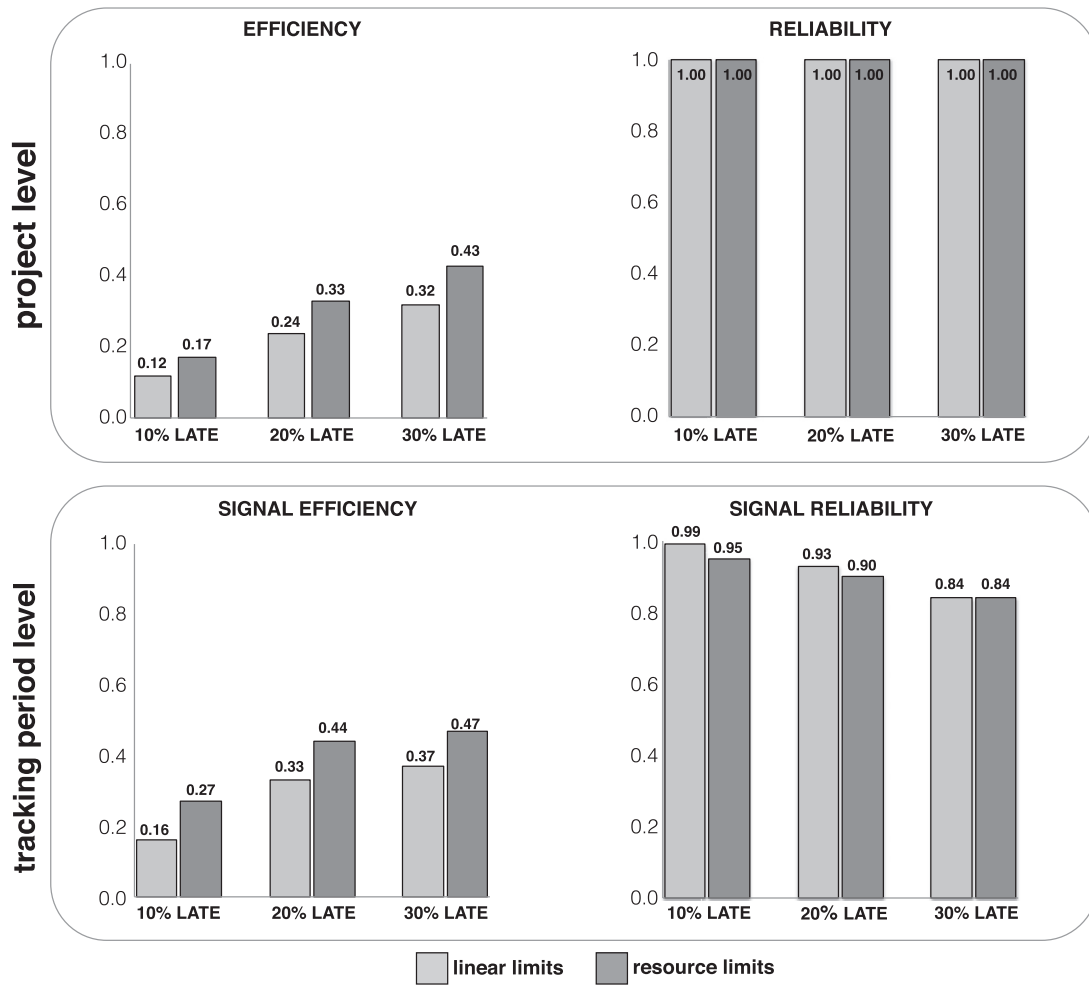 project level
EFFICIENCY
1.0
0.8
0.6
0.4
0.2
0.0
0.12
0.17
0.24
0.33
0.32
0.43
10% LATE
20% LATE
30% LATE
RELIABILITY
1.0
0.8
0.6
0.4
0.2
0.0
1.00
1.00
1.00
1.00
1.00
1.00
10% LATE
20% LATE
30% LATE
tracking period level
SIGNAL EFFICIENCY
1.0
0.8
0.6
0.4
0.2
0.0
0.16
0.27
0.33
0.44
0.37
0.47
10% LATE
20% LATE
30% LATE
SIGNAL RELIABILITY
1.0
0.8
0.6
0.4
0.2
0.0
0.99
0.95
0.93
0.90
0.84
0.84
10% LATE
20% LATE
30% LATE
linear limits
resource limits